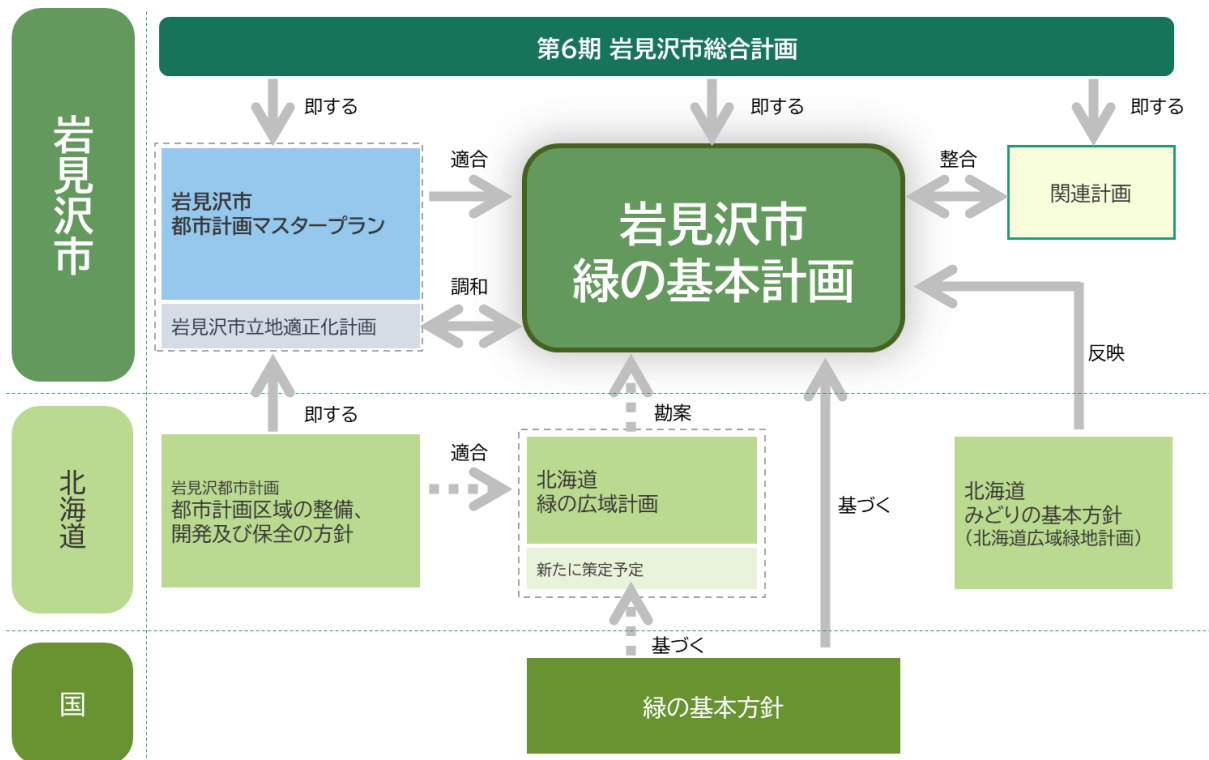 岩見沢市
第6期 岩見沢市総合計画
即する
即する
即する
岩見沢市
都市計画マスタープラン
適合
岩見沢市
緑の基本計画
整合
関連計画
調和
岩見沢市立地適正化計画
反映
北海道
即する
勘案
岩見沢都市計画
都市計画区域の整備、
開発及び保全の方針
適合
北海道
緑の広域計画
新たに策定予定
基づく
北海道
みどりの基本方針
（北海道広域緑地計画）
国
基づく
緑の基本方針